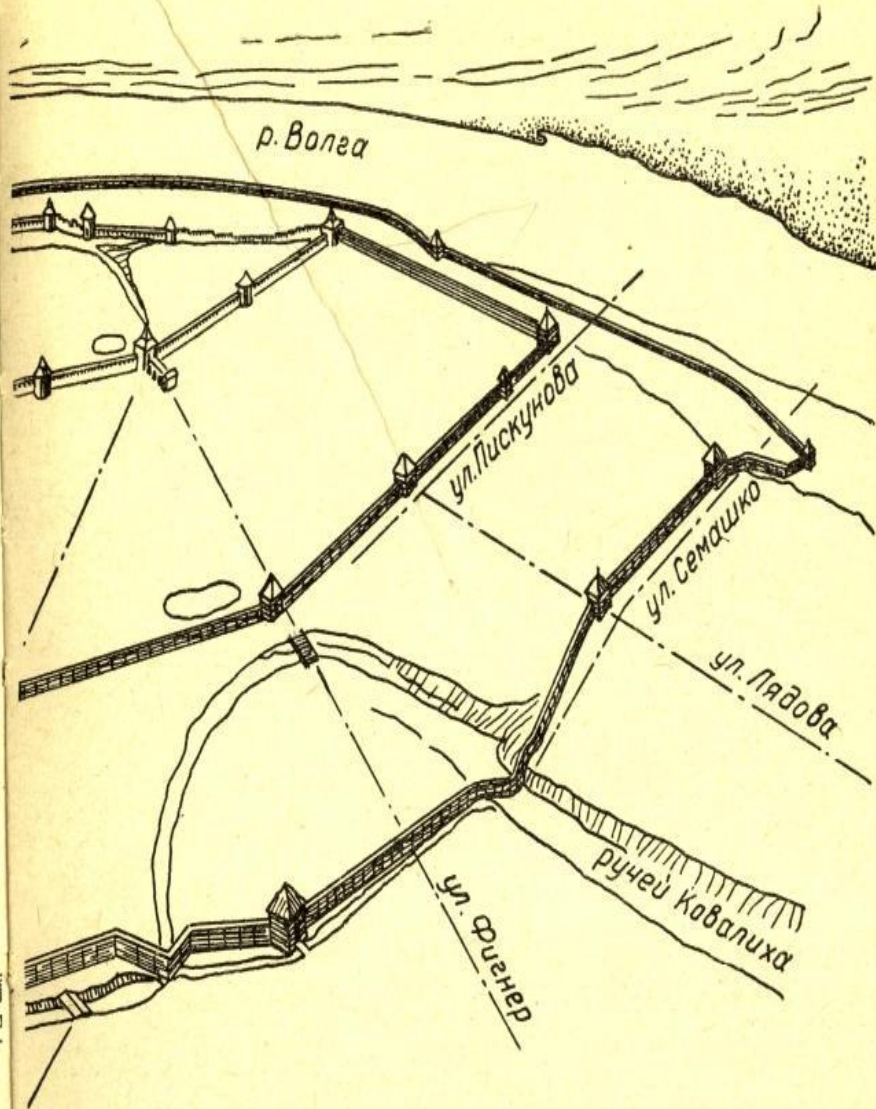 р. Волга
ул. Пискунова
ул. Семашко
ул. Лядова
ручей Ковалиха
ул. Фигнер